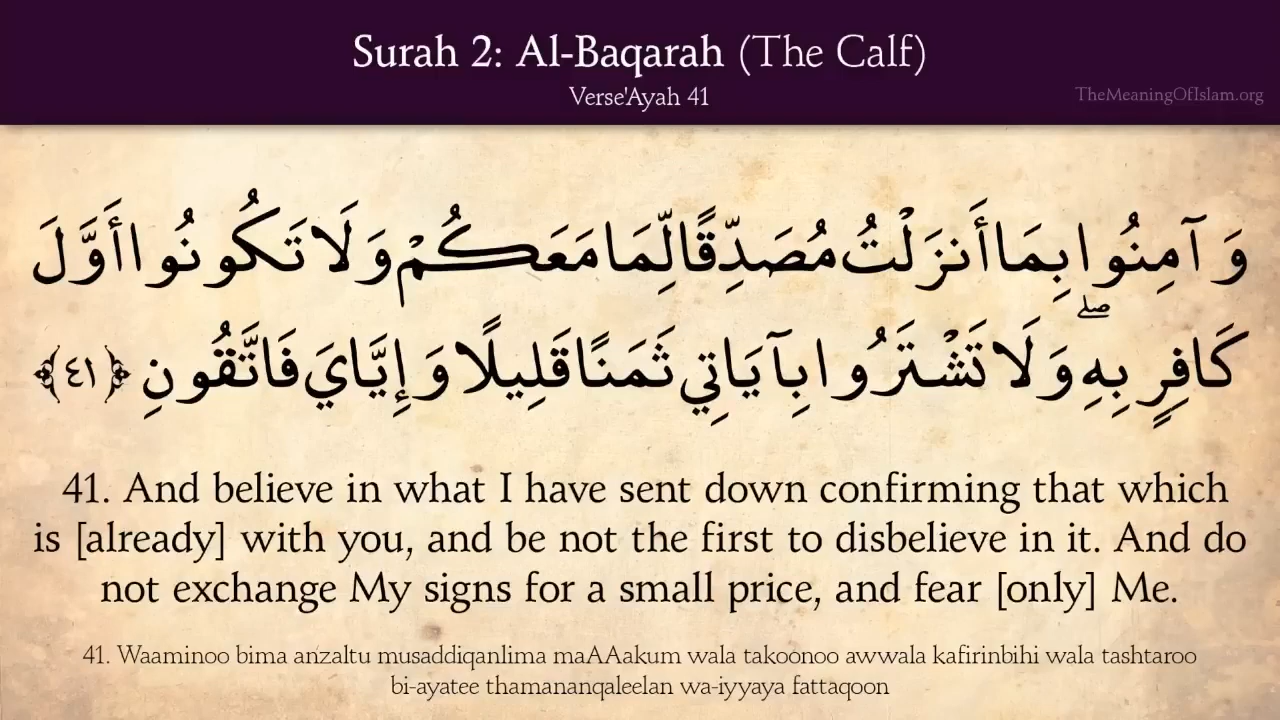 Surah 2: Al-Baqarah (The Calf)
Verse'Ayah 41
TheMeaningOfIslam.org
وَآمِنُوا بِمَا أَنزَلْتُ مُصَدِّقًا لِّمَا مَعَكُمْ وَلَا تَكُونُوا أَوَّلَ
كَافِرٍ بِهِ ۖ وَلَا تَشْتَرُوا بِآيَاتِي ثَمَنًا قَلِيلًا وَإِيَّايَ فَاتَّقُونِ ﴿٤١﴾
41. And believe in what I have sent down confirming that which
is [already] with you, and be not the first to disbelieve in it. And do
not exchange My signs for a small price, and fear [only] Me.
41. Waaminoo bima anzaltu musaddiqanlima maAAakum wala takoonoo awwala kafirinbihi wala tashtaroo
bi-ayatee thamananqaleelan wa-iyyaya fattaqoon